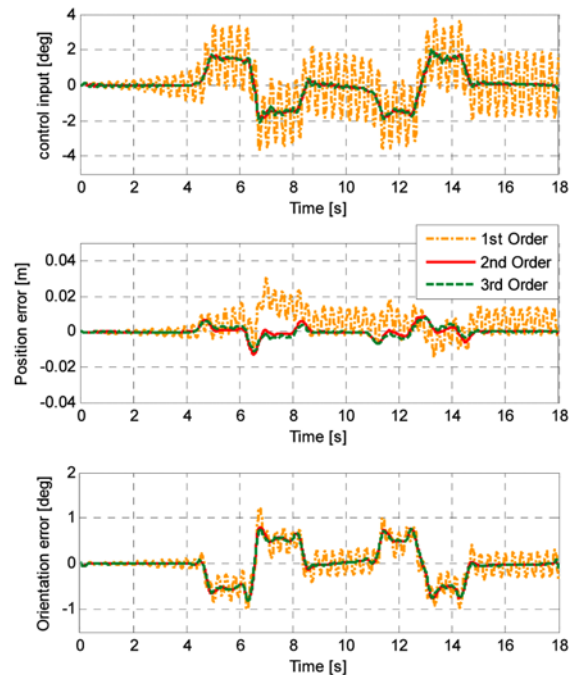 control input [deg]
4
2
0
-2
-4
0 2 4 6 8 10 12 14 16 18
Time [s]
Position error [m]
0.04
0.02
0
-0.02
-0.04
1st Order
2nd Order
3rd Order
0 2 4 6 8 10 12 14 16 18
Time [s]
Orientation error [deg]
2
1
0
-1
0 2 4 6 8 10 12 14 16 18
Time [s]